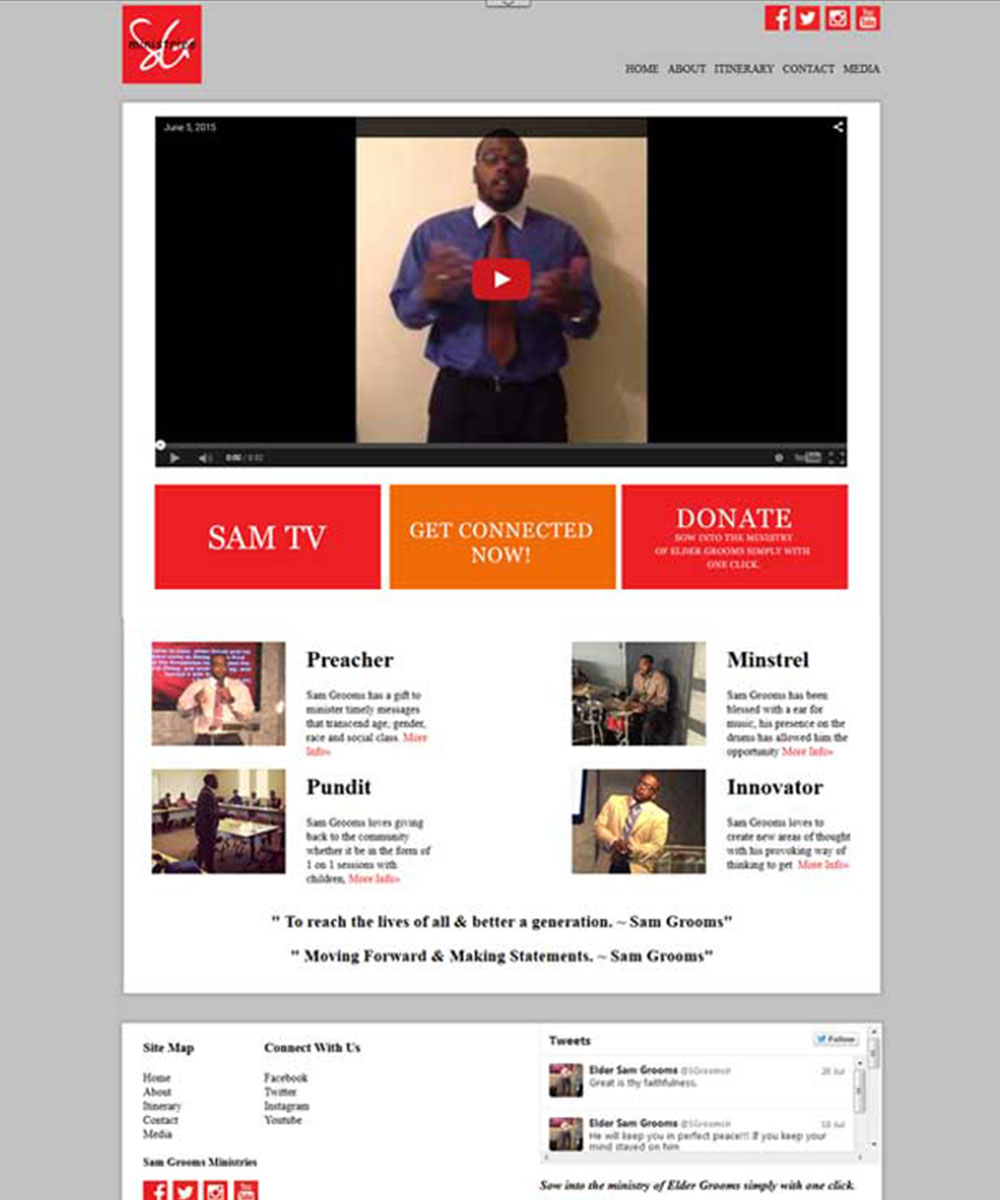 SG
ministries
HOME ABOUT ITINERARY CONTACT MEDIA
June 5, 2015
0:00 / 0:32
YouTube
SAM TV
GET CONNECTED
NOW!
DONATE
SOW INTO THE MINISTRY
OF ELDER GROOMS SIMPLY WITH
ONE CLICK.
Preacher
Sam Grooms has a gift to
minister timely messages
that transcend age, gender,
race and social class. More
Info»
Minstrel
Sam Grooms has been
blessed with a ear for
music, his presence on the
drums has allowed him the
opportunity More Info»
Pundit
Sam Grooms loves giving
back to the community
whether it be in the form of
1 on 1 sessions with
children, More Info»
Innovator
Sam Grooms loves to
create new areas of thought
with his provoking way of
thinking to get More Info»
" To reach the lives of all & better a generation. ~ Sam Grooms"
" Moving Forward & Making Statements. ~ Sam Grooms"
Site Map
Home
About
Itinerary
Contact
Media
Sam Grooms Ministries
Connect With Us
Facebook
Twitter
Instagram
Youtube
Tweets
Follow
Elder Sam Grooms
Great is thy faithfulness.
Elder Sam Grooms
He will keep you in perfect peace!!! If you keep your
mind stayed on him
Sow into the ministry of Elder Grooms simply with one click.